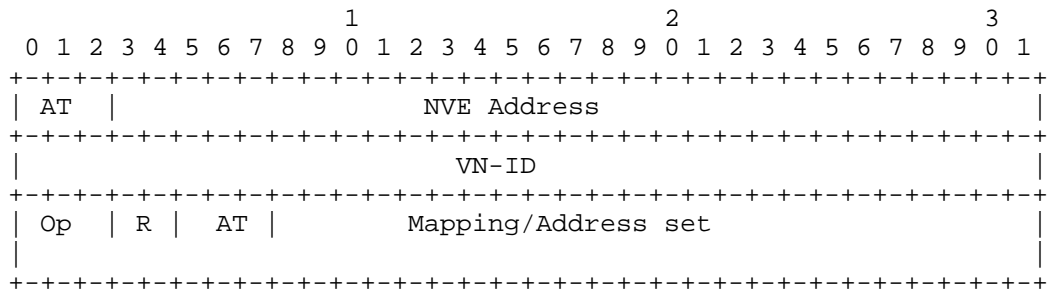 1                   2                   3
 0 1 2 3 4 5 6 7 8 9 0 1 2 3 4 5 6 7 8 9 0 1 2 3 4 5 6 7 8 9 0 1
+-+-+-+-+-+-+-+-+-+-+-+-+-+-+-+-+-+-+-+-+-+-+-+-+-+-+-+-+-+-+-+-+
| AT  |                   NVE Address                           |
+-+-+-+-+-+-+-+-+-+-+-+-+-+-+-+-+-+-+-+-+-+-+-+-+-+-+-+-+-+-+-+-+
|                           VN-ID                               |
+-+-+-+-+-+-+-+-+-+-+-+-+-+-+-+-+-+-+-+-+-+-+-+-+-+-+-+-+-+-+-+-+
| Op  | R |  AT |        Mapping/Address set                    |
|                                                               |
+-+-+-+-+-+-+-+-+-+-+-+-+-+-+-+-+-+-+-+-+-+-+-+-+-+-+-+-+-+-+-+-+